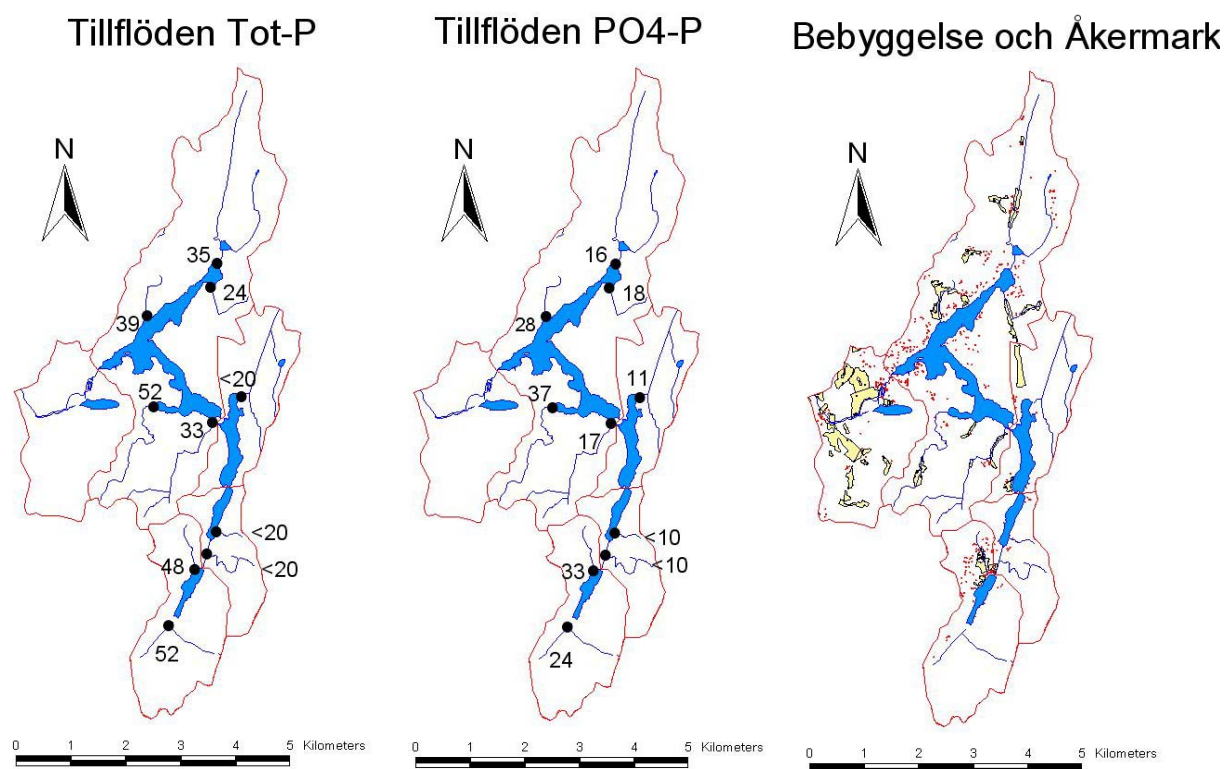 Tillflöden Tot-P
N
35
24
39
<20
52
33
<20
<20
48
52
0 1 2 3 4 5 Kilometers
Tillflöden PO4-P
N
16
18
28
11
37
17
<10
<10
33
24
0 1 2 3 4 5 Kilometers
Bebyggelse och Åkermark
N
0 1 2 3 4 5 Kilometers